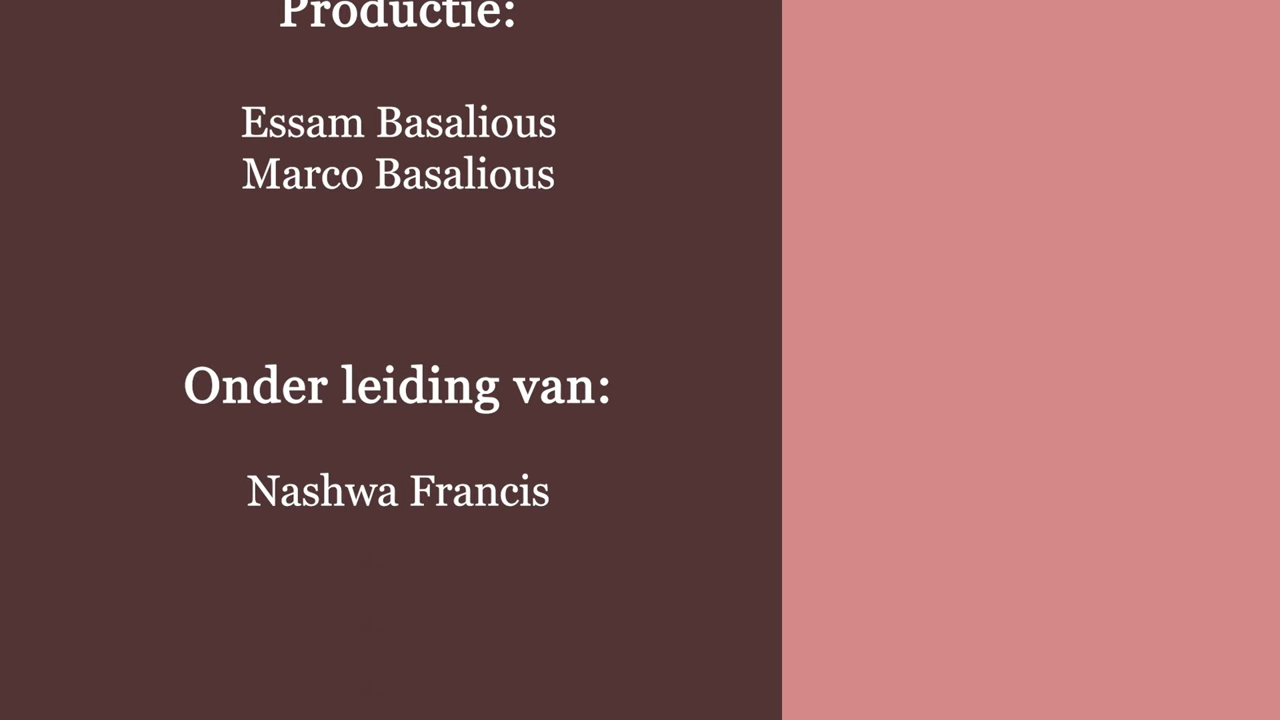 Productie:
Essam Basalious
Marco Basalious
Onder leiding van:
Nashwa Francis